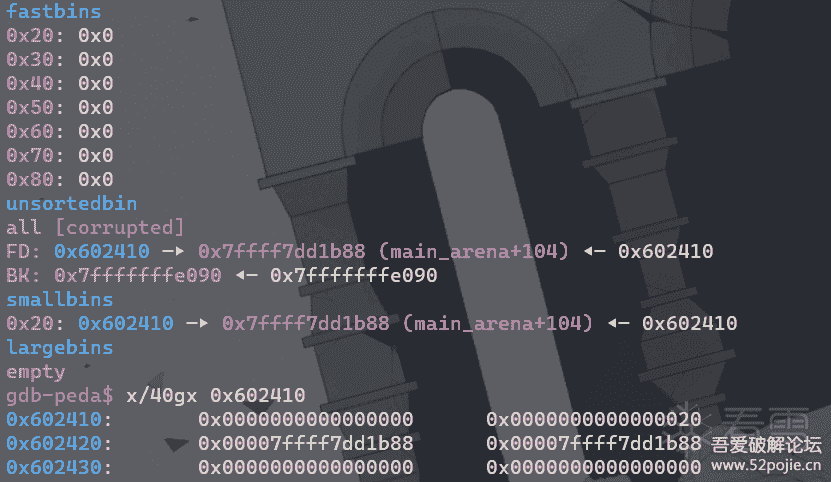 fastbins
0x20: 0x0
0x30: 0x0
0x40: 0x0
0x50: 0x0
0x60: 0x0
0x70: 0x0
0x80: 0x0
unsortedbin
all [corrupted]
FD: 0x602410 —▸ 0x7ffff7dd1b88 (main_arena+104) ◂— 0x602410
BK: 0x7fffffffe090 ◂— 0x7fffffffe090
smallbins
0x20: 0x602410 —▸ 0x7ffff7dd1b88 (main_arena+104) ◂— 0x602410
largebins
empty
gdb-peda$ x/40gx 0x602410
0x602410: 0x0000000000000000 0x0000000000000020
0x602420: 0x00007ffff7dd1b88 0x00007ffff7dd1b88
0x602430: 0x0000000000000000 0x0000000000000000
看雪
吾爱破解论坛
www.52pojie.cn